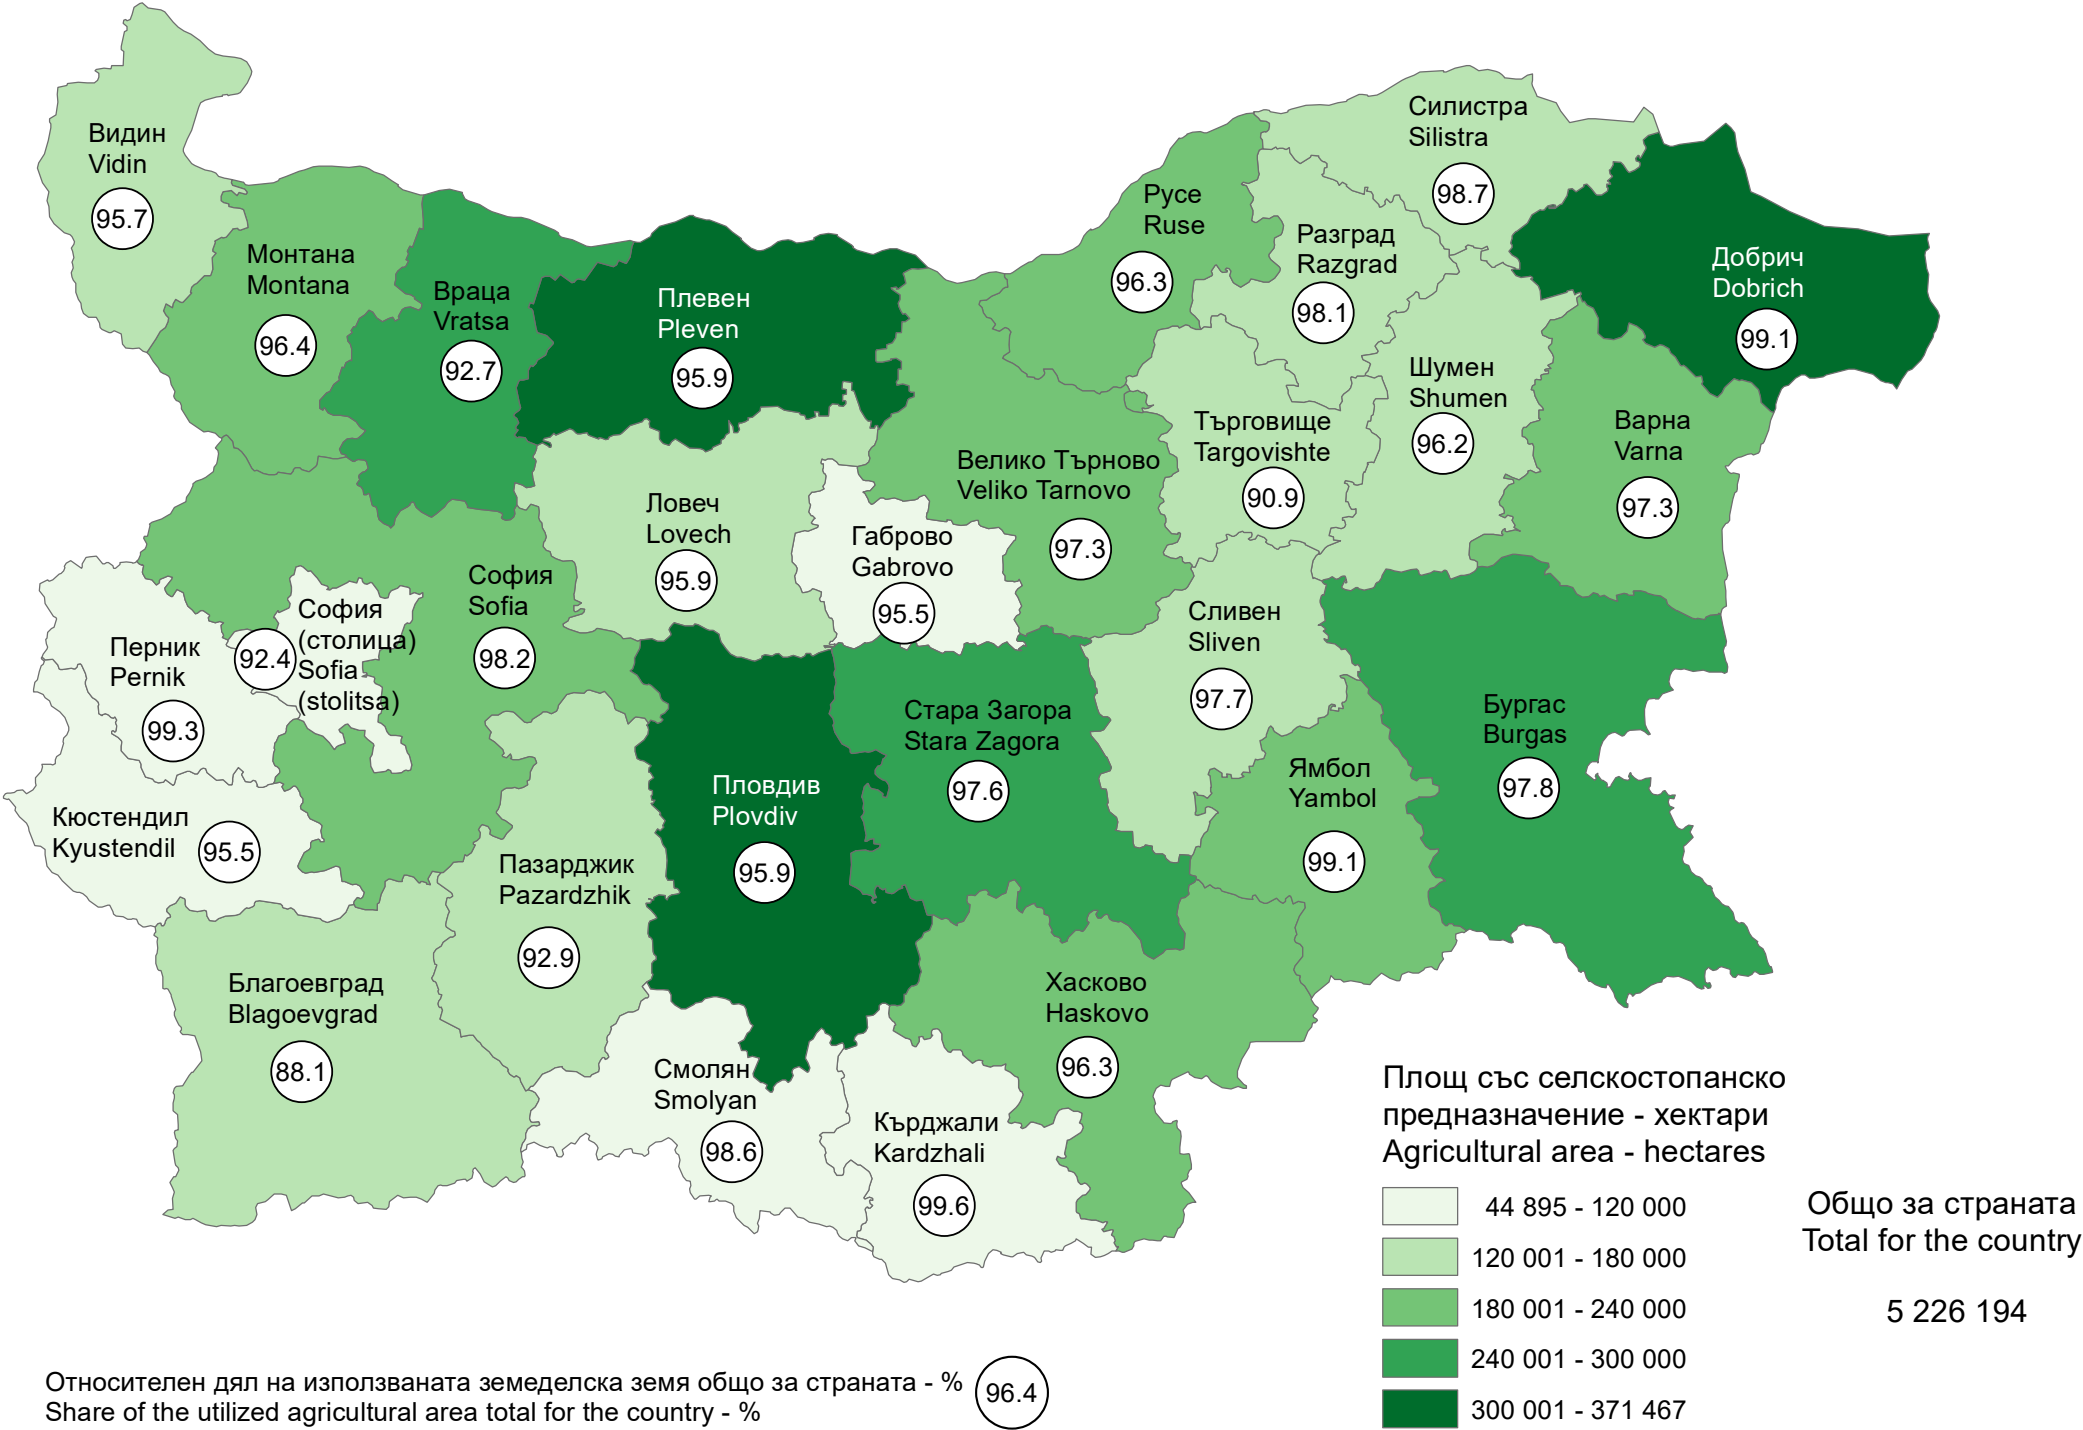 Видин
Vidin
95.7
Монтана
Montana
96.4
Враца
Vratsa
92.7
Плевен
Pleven
95.9
Русе
Ruse
96.3
Силистра
Silistra
98.7
Разград
Razgrad
98.1
Добрич
Dobrich
99.1
Шумен
Shumen
96.2
Варна
Varna
97.3
Търговище
Targovishte
90.9
Велико Търново
Veliko Tarnovo
97.3
Ловеч
Lovech
95.9
Габрово
Gabrovo
95.5
София
Sofia
98.2
София
(столица)
Sofia
(stolitsa)
92.4
Перник
Pernik
99.3
Кюстендил
Kyustendil
95.5
Сливен
Sliven
97.7
Стара Загора
Stara Zagora
97.6
Бургас
Burgas
97.8
Ямбол
Yambol
99.1
Пловдив
Plovdiv
95.9
Пазарджик
Pazardzhik
92.9
Благоевград
Blagoevgrad
88.1
Хасково
Haskovo
96.3
Смолян
Smolyan
98.6
Кърджали
Kardzhali
99.6
Площ със селскостопанско
предназначение - хектари
Agricultural area - hectares
44 895 - 120 000
120 001 - 180 000
180 001 - 240 000
240 001 - 300 000
300 001 - 371 467
Общо за страната
Total for the country
5 226 194
Относителен дял на използваната земеделска земя общо за страната - %
Share of the utilized agricultural area total for the country - %
96.4